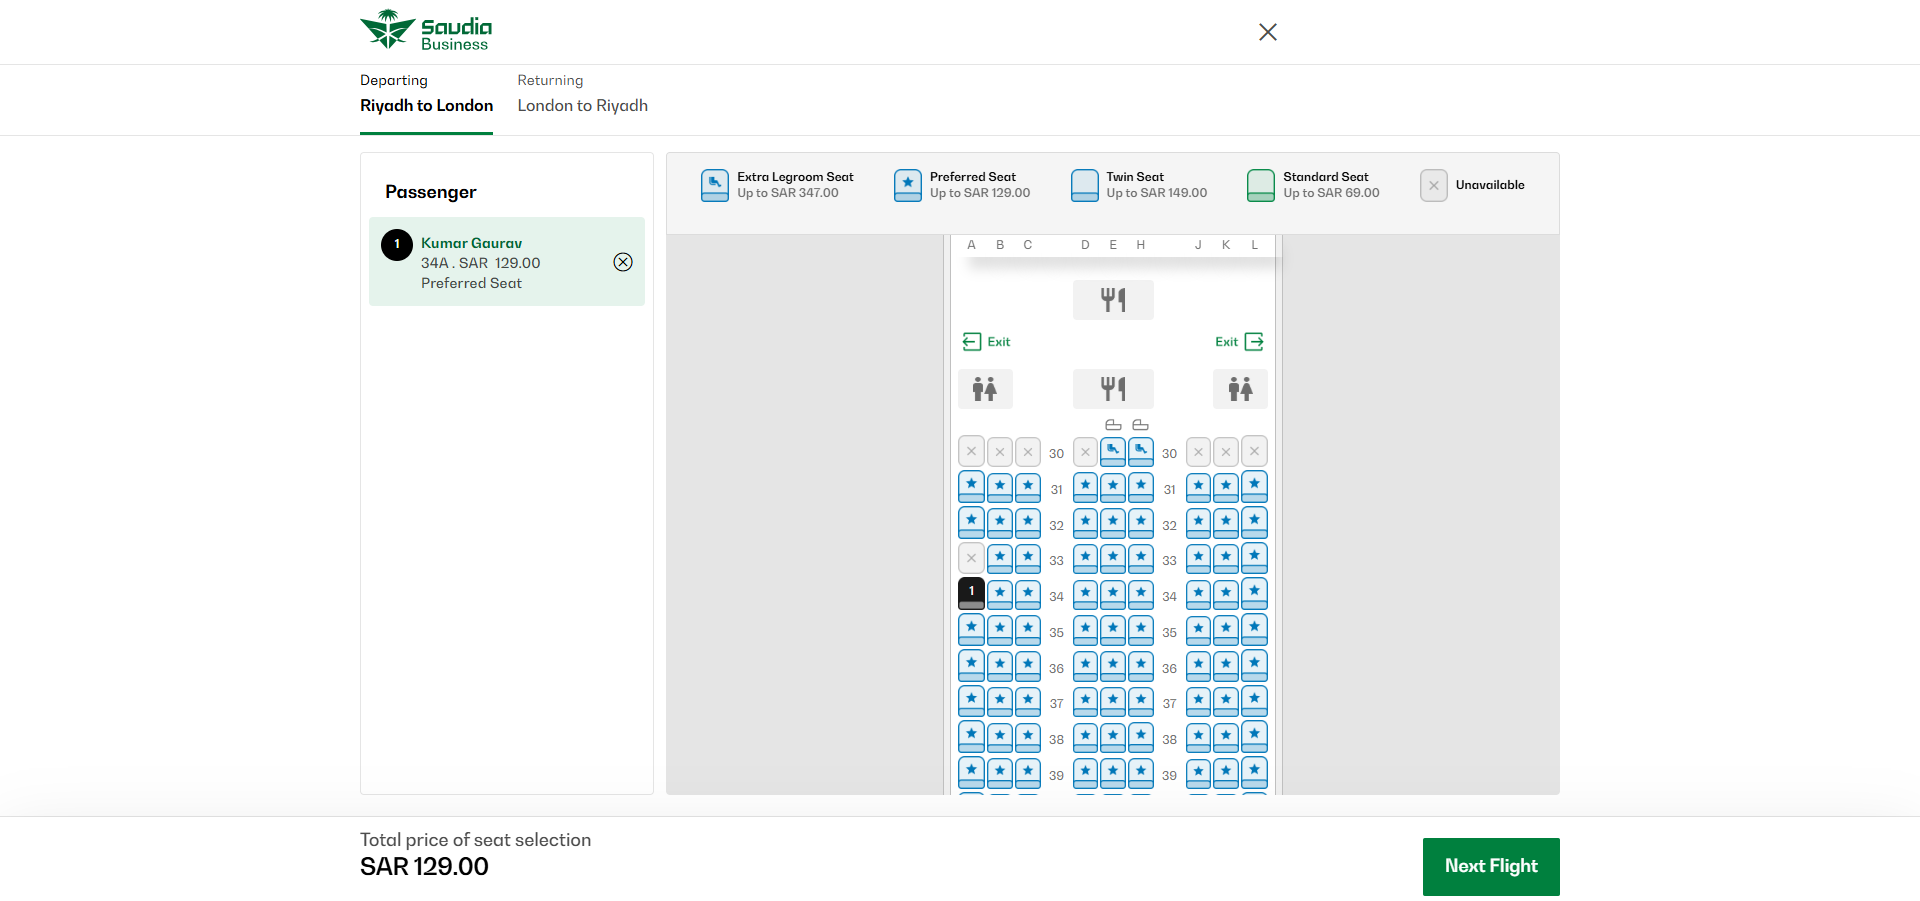 Saudia
Business
Departing
Returning
Riyadh to London
London to Riyadh
Passenger
1
Kumar Gaurav
34A . SAR 129.00
Preferred Seat
Extra Legroom Seat
Up to SAR 347.00
Preferred Seat
Up to SAR 129.00
Twin Seat
Up to SAR 149.00
Standard Seat
Up to SAR 69.00
Unavailable
A B C D E H J K L
Exit
Exit
30 30
31 31
32 32
33 33
1 34 34
35 35
36 36
37 37
38 38
39 39
Total price of seat selection
SAR 129.00
Next Flight